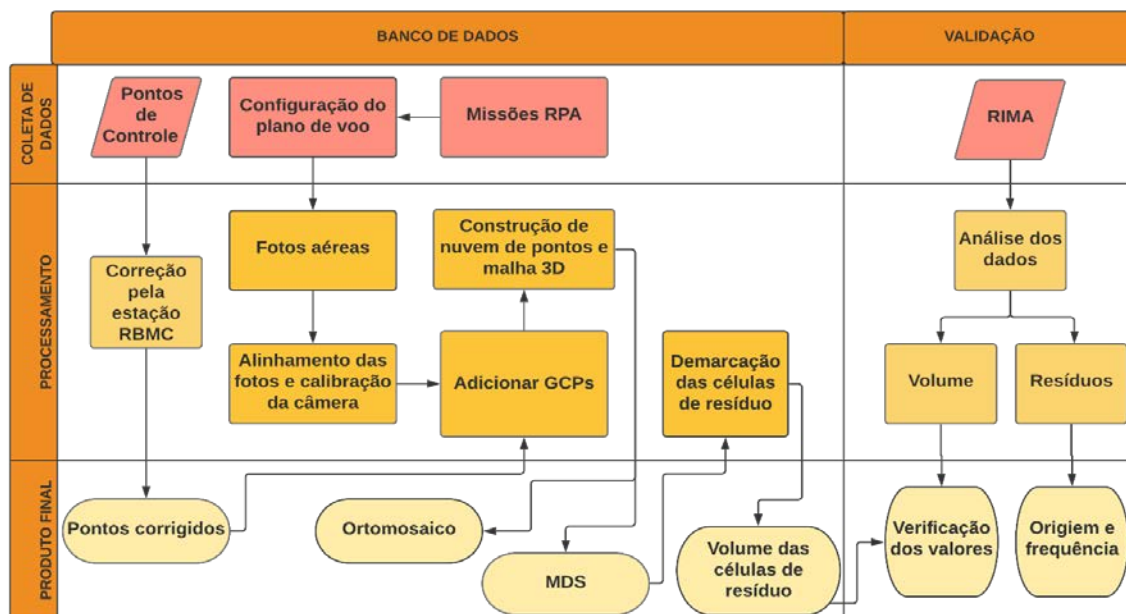 BANCO DE DADOS
VALIDAÇÃO
COLETA DE
DADOS
Pontos
de
Controle
Configuração do
plano de voo
Missões RPA
RIMA
PROCESSAMENTO
Correção
pela
estação
RBMC
Fotos aéreas
Construção de
nuvem de pontos e
malha 3D
Análise dos
dados
Alinhamento das
fotos e calibração
da câmera
Adicionar GCPs
Demarcação
das células
de resíduo
Volume
Resíduos
PRODUTO FINAL
Pontos corrigidos
Ortomosaico
MDS
Volume das
células de
resíduo
Verificação
dos valores
Origiem e
frequência